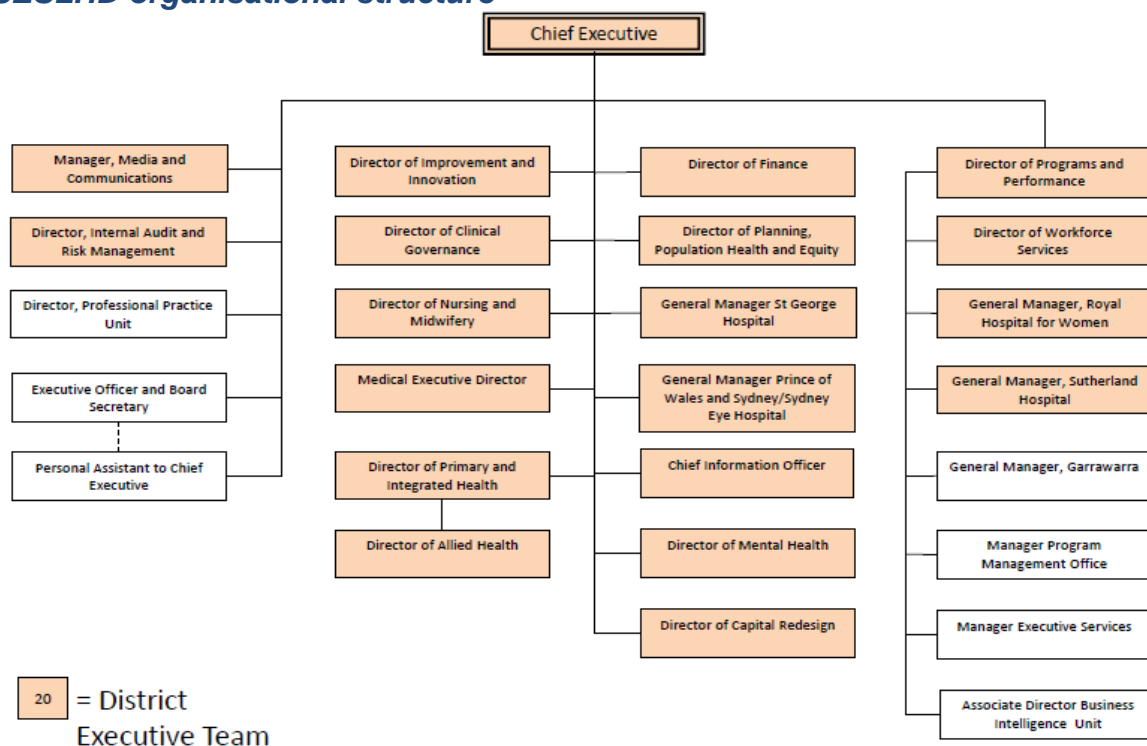 organisational structure
Chief Executive
Manager, Media and
Communications
Director, Internal Audit and
Risk Management
Director, Professional Practice
Unit
Executive Officer and Board
Secretary
Personal Assistant to Chief
Executive
Director of Improvement and
Innovation
Director of Clinical
Governance
Director of Nursing and
Midwifery
Medical Executive Director
Director of Primary and
Integrated Health
Director of Allied Health
Director of Finance
Director of Planning,
Population Health and Equity
General Manager St George
Hospital
General Manager Prince of
Wales and Sydney/Sydney
Eye Hospital
Chief Information Officer
Director of Mental Health
Director of Capital Redesign
Director of Programs and
Performance
Director of Workforce
Services
General Manager, Royal
Hospital for Women
General Manager, Sutherland
Hospital
General Manager, Garrawarra
Manager Program
Management Office
Manager Executive Services
Associate Director Business
Intelligence Unit
20 = District
Executive Team